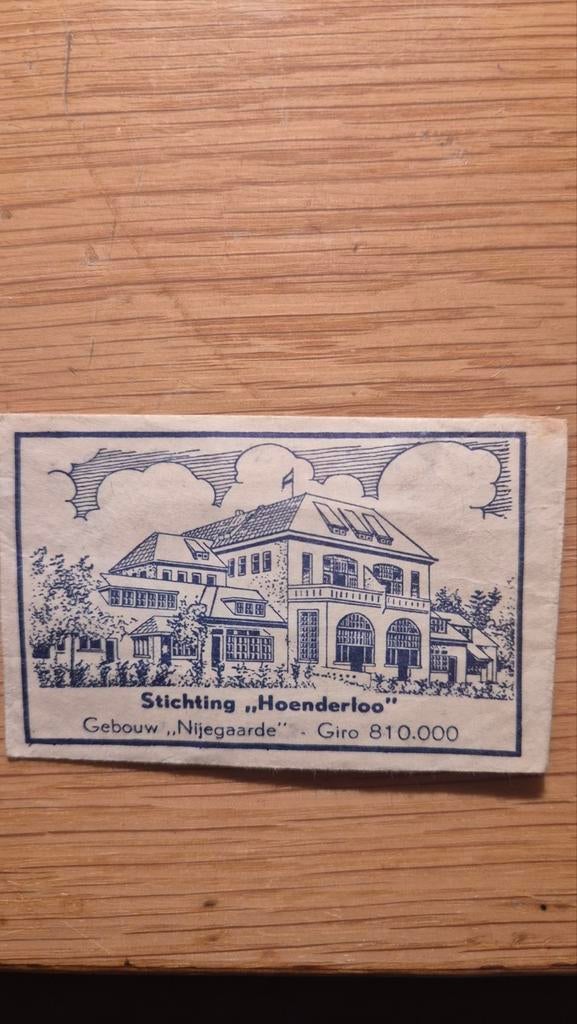 Stichting „Hoenderloo"
Gebouw „Nijegaarde" - Giro 810.000